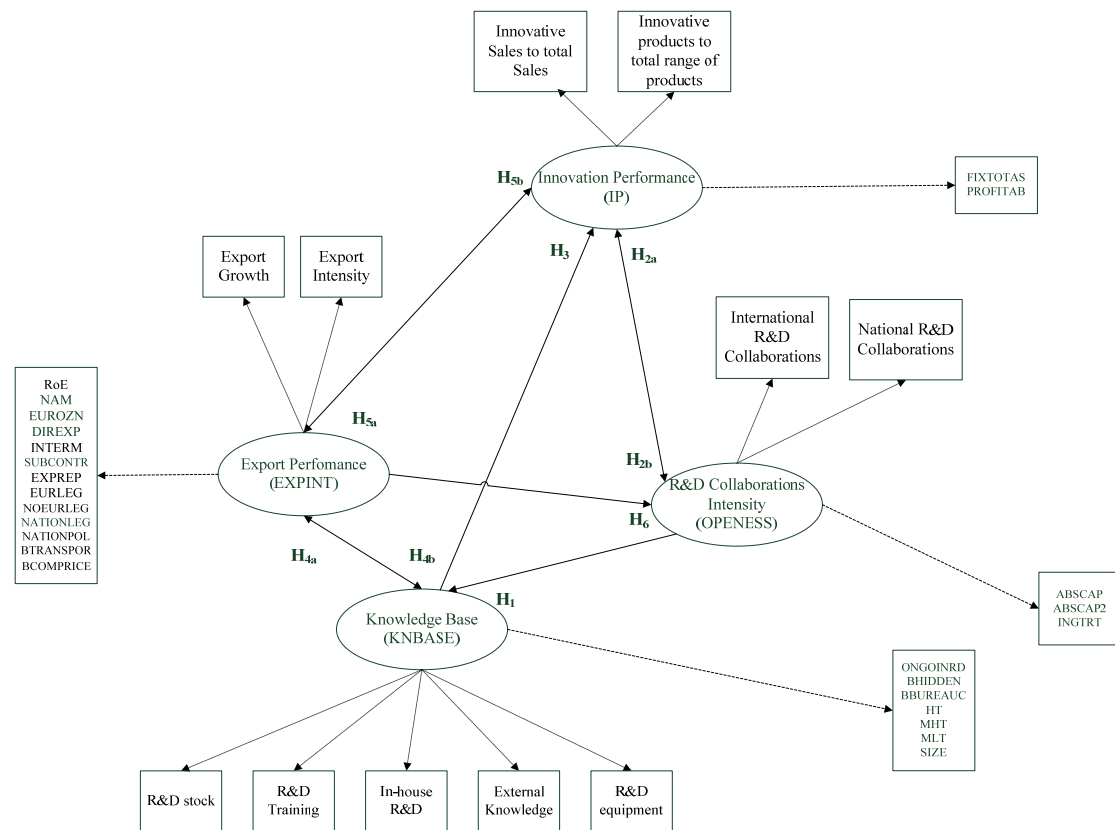 Innovative
Sales to total
Sales
Innovative
products to
total range of
products
H5b
Innovation Performance
(IP)
FIXTOTAS
PROFITAB
H3
H2a
Export
Growth
Export
Intensity
International
R&D
Collaborations
National R&D
Collaborations
RoE
NAM
EUROZN
DIREXP
INTERM
SUBCONTR
EXPREP
EURLEG
NOEURLEG
NATIONLEG
NATIONPOL
BTRANSPOR
BCOMPRICE
H5a
Export Perfomance
(EXPINT)
H2b
R&D Collaborations
Intensity
(OPENESS)
H6
H4a
H4b
H1
Knowledge Base
(KNBASE)
ABSCAP
ABSCAP2
INGTRT
ONGOINRD
BHIDDEN
BBUREAUC
HT
MHT
MLT
SIZE
R&D stock
R&D
Training
In-house
R&D
External
Knowledge
R&D
equipment